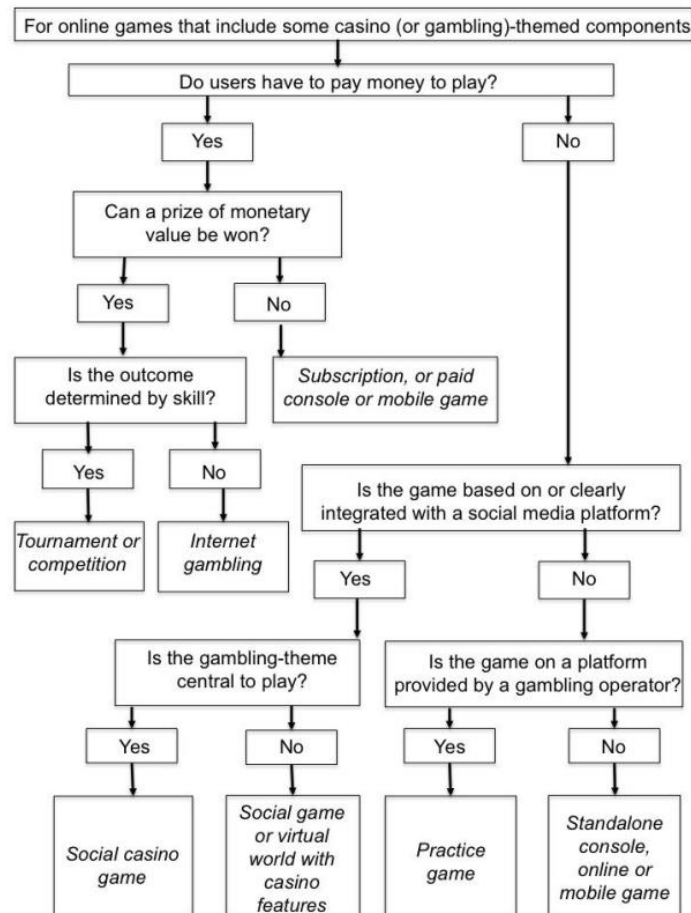 For online games that include some casino (or gambling)-themed components
Do users have to pay money to play?
Yes
No
Can a prize of monetary
value be won?
Yes
No
Is the outcome
determined by skill?
Subscription, or paid
console or mobile game
Yes
No
Is the game based on or clearly
integrated with a social media platform?
Tournament or
competition
Internet
gambling
Yes
No
Is the gambling-theme
central to play?
Is the game on a platform
provided by a gambling operator?
Yes
No
Yes
No
Social casino
game
Social game
or virtual
world with
casino
features
Practice
game
Standalone
console,
online or
mobile game